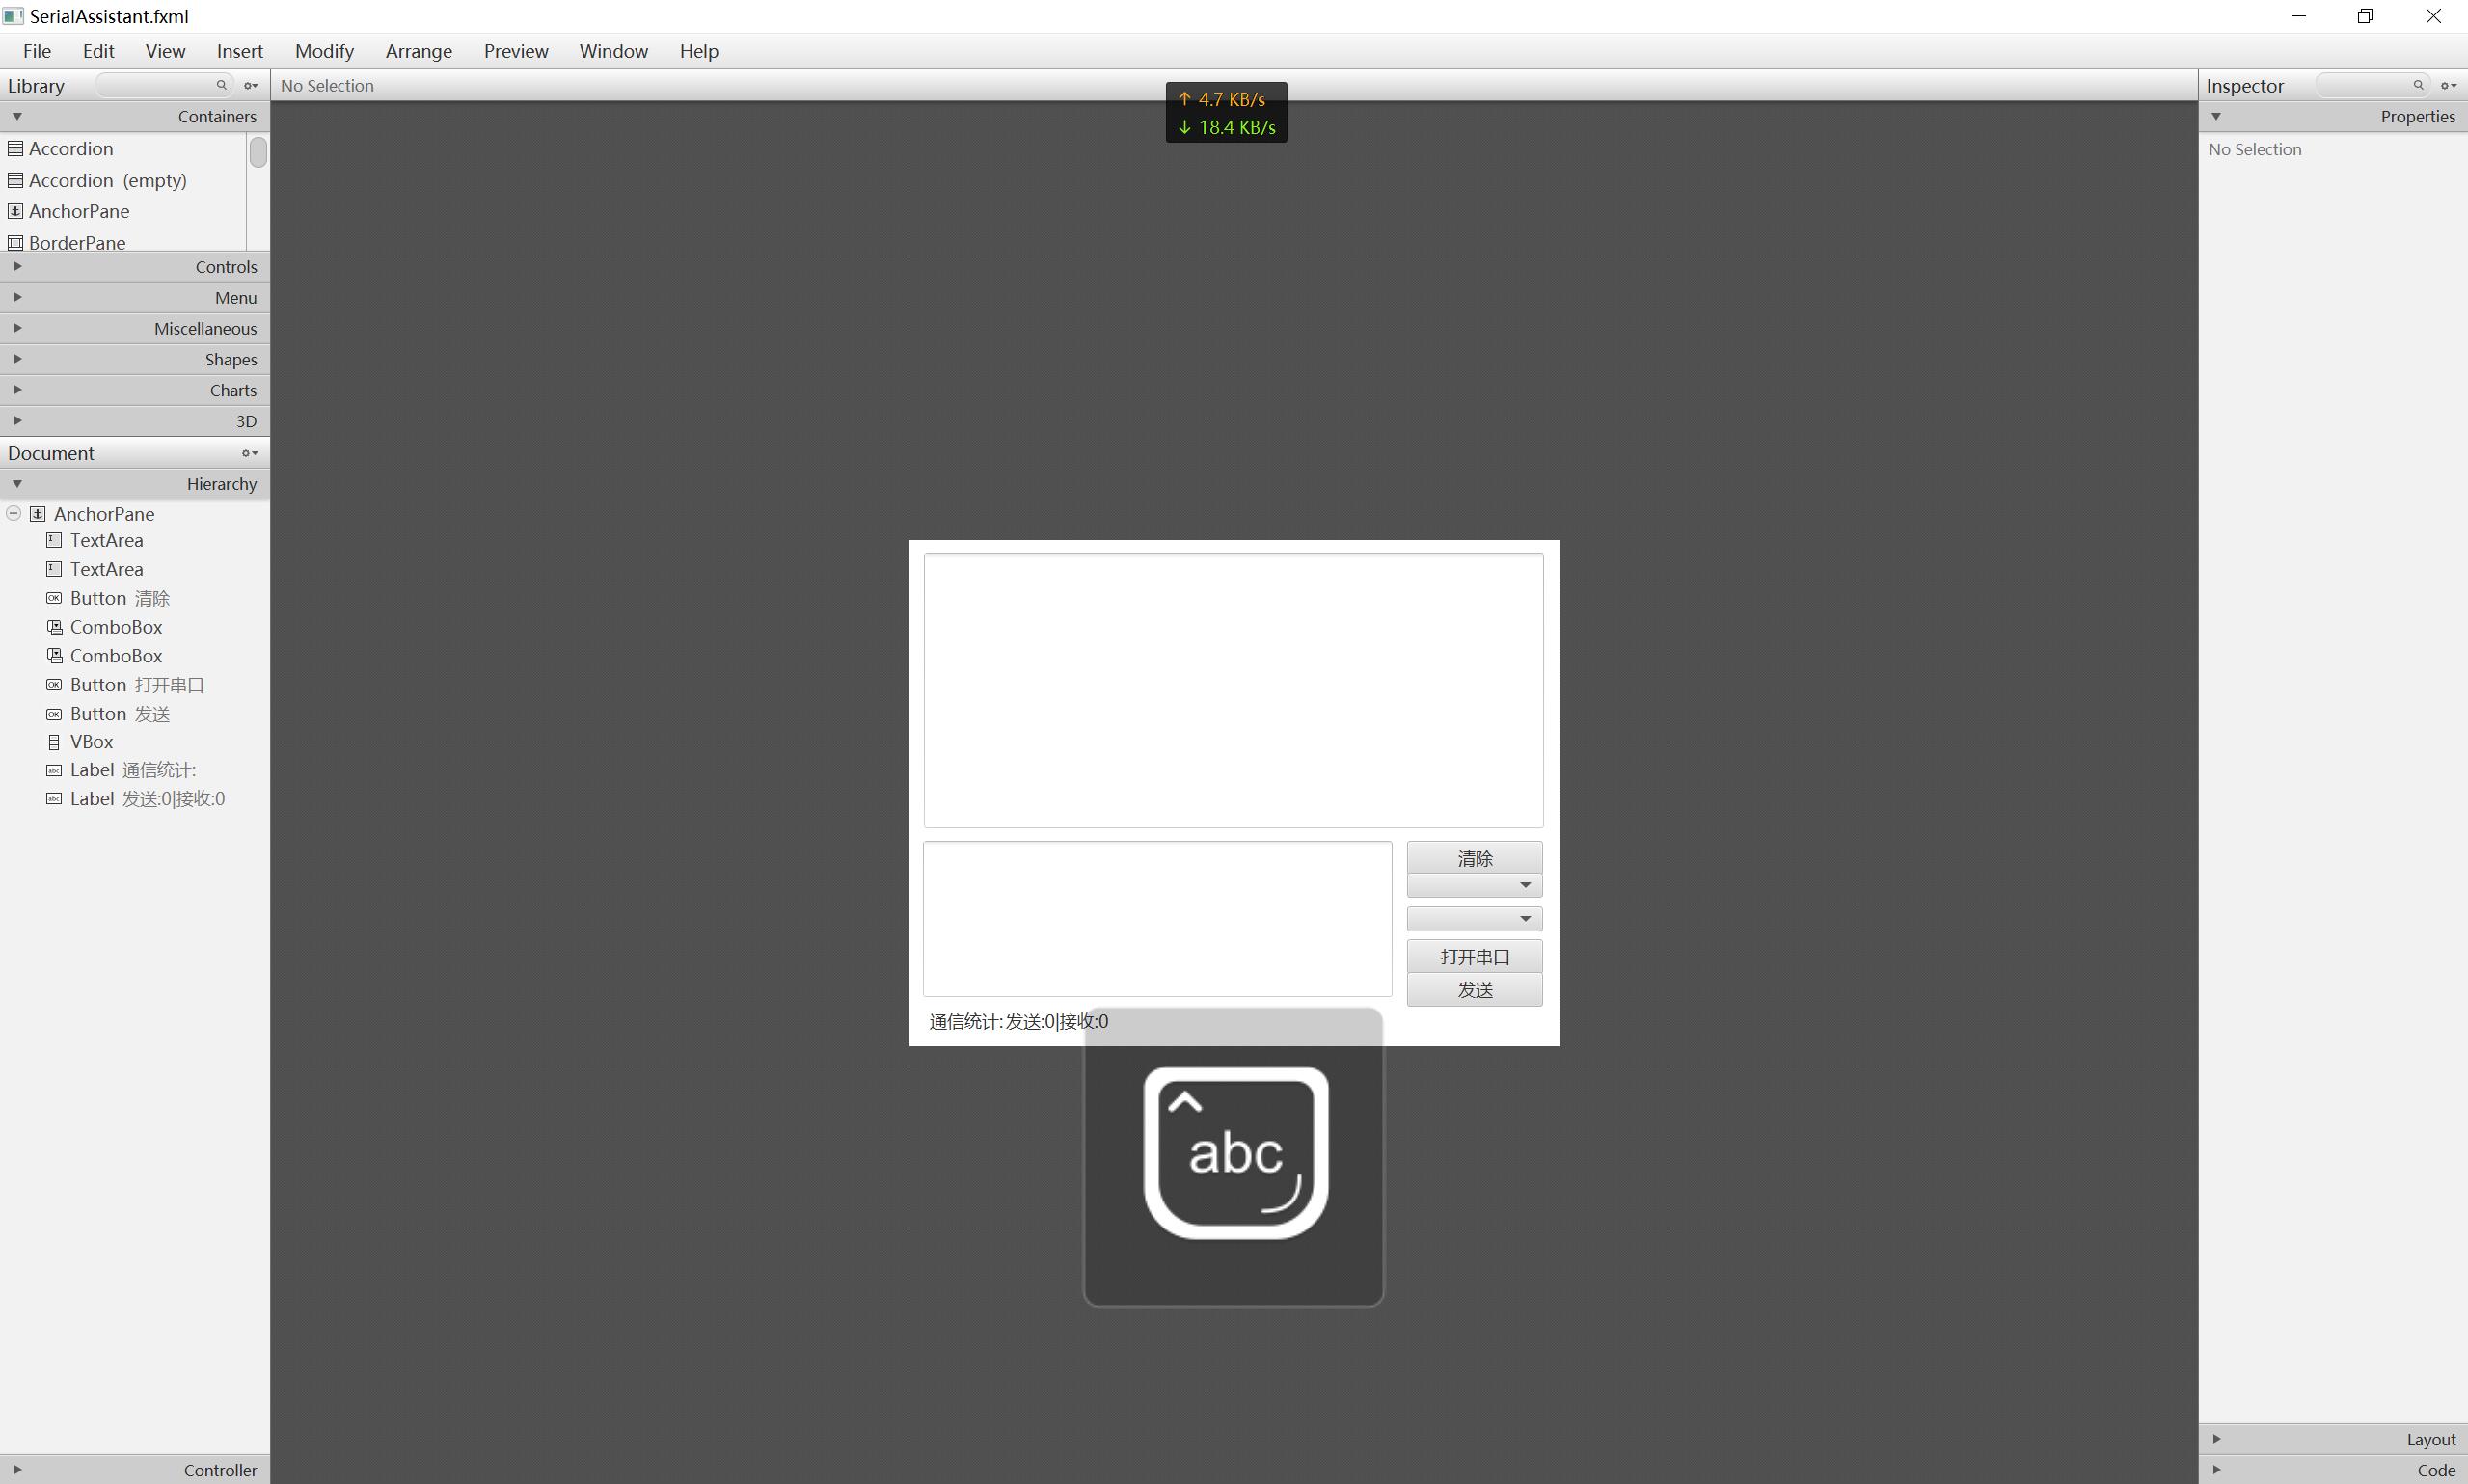 SerialAssistant.fxml
File Edit View Insert Modify Arrange Preview Window Help
Library
No Selection
Containers
Accordion
Accordion (empty)
AnchorPane
BorderPane
Controls
Menu
Miscellaneous
Shapes
Charts
3D
Document
Hierarchy
AnchorPane
TextArea
TextArea
Button 清除
ComboBox
ComboBox
Button 打开串口
Button 发送
VBox
Label 通信统计:
Label 发送:0|接收:0
Controller
↑ 4.7 KB/s
↓ 18.4 KB/s
清除
打开串口
发送
通信统计: 发送:0|接收:0
abc
Inspector
Properties
No Selection
Layout
Code